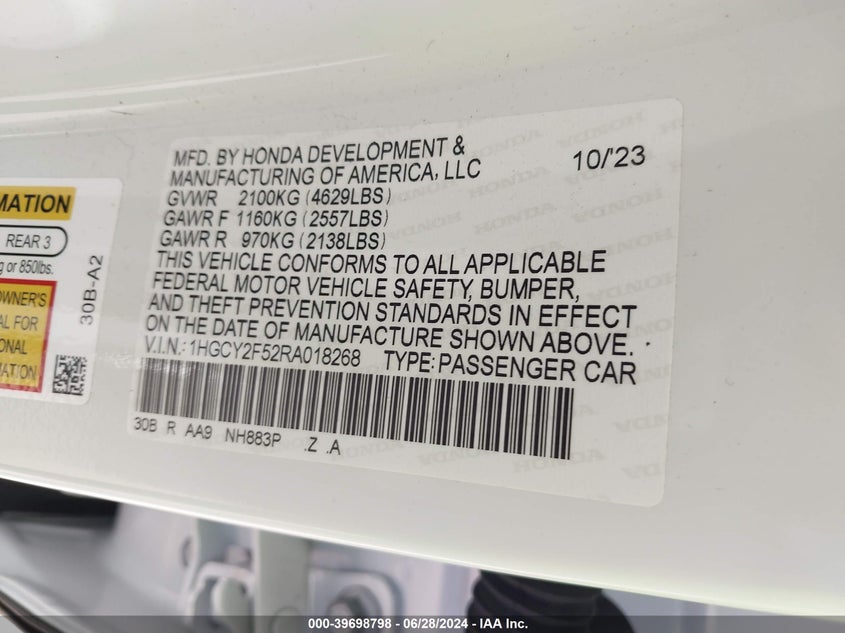 MFD. BY HONDA DEVELOPMENT &
MANUFACTURING OF AMERICA, LLC 10/'23
GVWR 2100KG (4629LBS)
GAWR F 1160KG (2557LBS)
GAWR R 970KG (2138LBS)
THIS VEHICLE CONFORMS TO ALL APPLICABLE
FEDERAL MOTOR VEHICLE SAFETY, BUMPER,
AND THEFT PREVENTION STANDARDS IN EFFECT
ON THE DATE OF MANUFACTURE SHOWN ABOVE.
V.I.N.: 1HGCY2F52RA018268 TYPE: PASSENGER CAR
30B R AA9 NH883P .Z .A
MATION
REAR 3
g or 850lbs.
OWNER'S
AL FOR
ONAL
MATION
30B-A2
HONDA
000-39698798 - 06/28/2024 - IAA Inc.